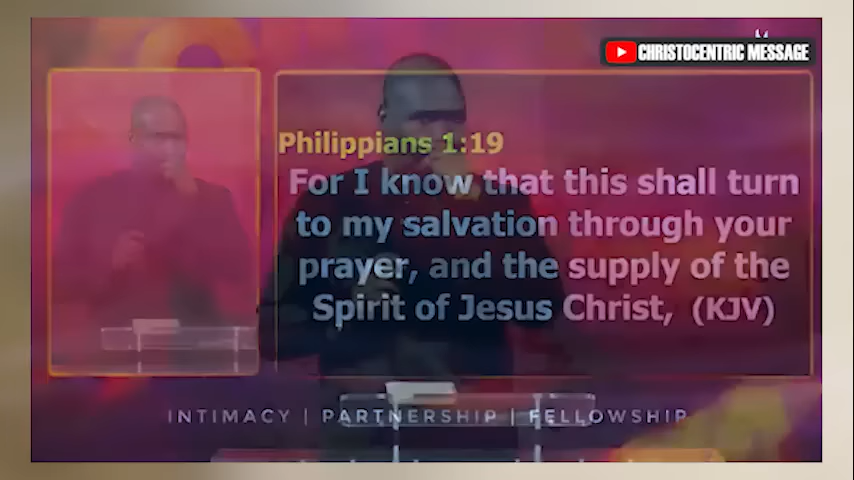 CHRISTOCENTRIC MESSAGE
Philippians 1:19
For I know that this shall turn
to my salvation through your
prayer, and the supply of the
Spirit of Jesus Christ, (KJV)
INTIMACY | PARTNERSHIP | FELLOWSHIP